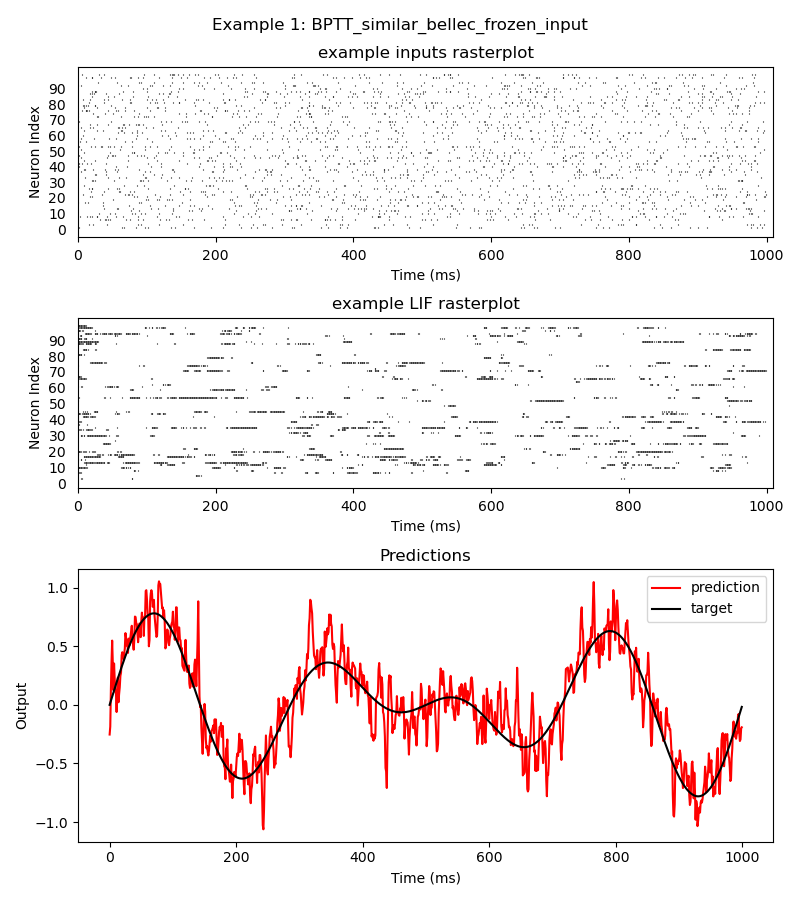 Example 1: BPTT_similar_bellec_frozen_input
example inputs rasterplot
Neuron Index
90
80
70
60
50
40
30
20
10
0
0 200 400 600 800 1000
Time (ms)
example LIF rasterplot
Neuron Index
90
80
70
60
50
40
30
20
10
0
0 200 400 600 800 1000
Time (ms)
Predictions
Output
1.0
0.5
0.0
−0.5
−1.0
prediction
target
0 200 400 600 800 1000
Time (ms)